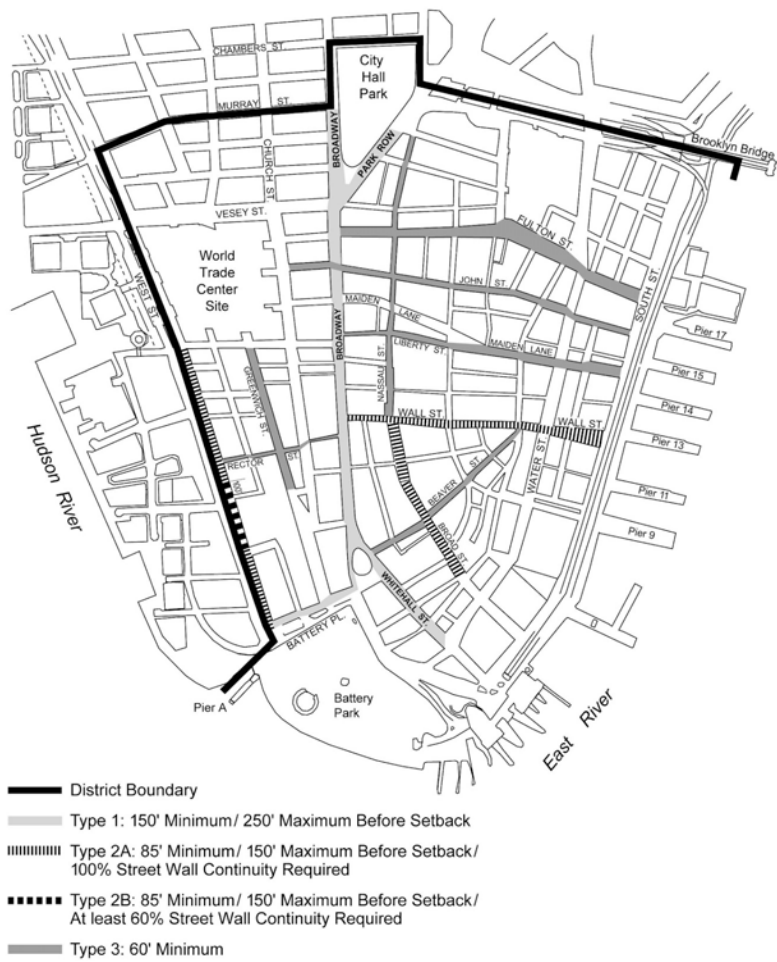 CHAMBERS ST.
City
Hall
Park
MURRAY ST.
BROADWAY
PARK ROW
Brooklyn Bridge
CHURCH ST.
VESEY ST.
FULTON ST.
World
Trade
Center
Site
WEST ST.
JOHN ST.
SOUTH ST.
MAIDEN
LANE
BROADWAY
LIBERTY ST.
MAIDEN LANE
Pier 17
NASSAU ST.
GREENWICH ST.
Pier 15
WALL ST.
WALL ST.
Pier 14
Hudson River
Pier 13
RECTOR ST.
BEAVER ST.
WATER ST.
Pier 11
BROAD ST.
Pier 9
WHITEHALL ST.
BATTERY PL.
Pier A
Battery
Park
East River
District Boundary
Type 1: 150' Minimum/ 250' Maximum Before Setback
Type 2A: 85' Minimum/ 150' Maximum Before Setback/
100% Street Wall Continuity Required
Type 2B: 85' Minimum/ 150' Maximum Before Setback/
At least 60% Street Wall Continuity Required
Type 3: 60' Minimum